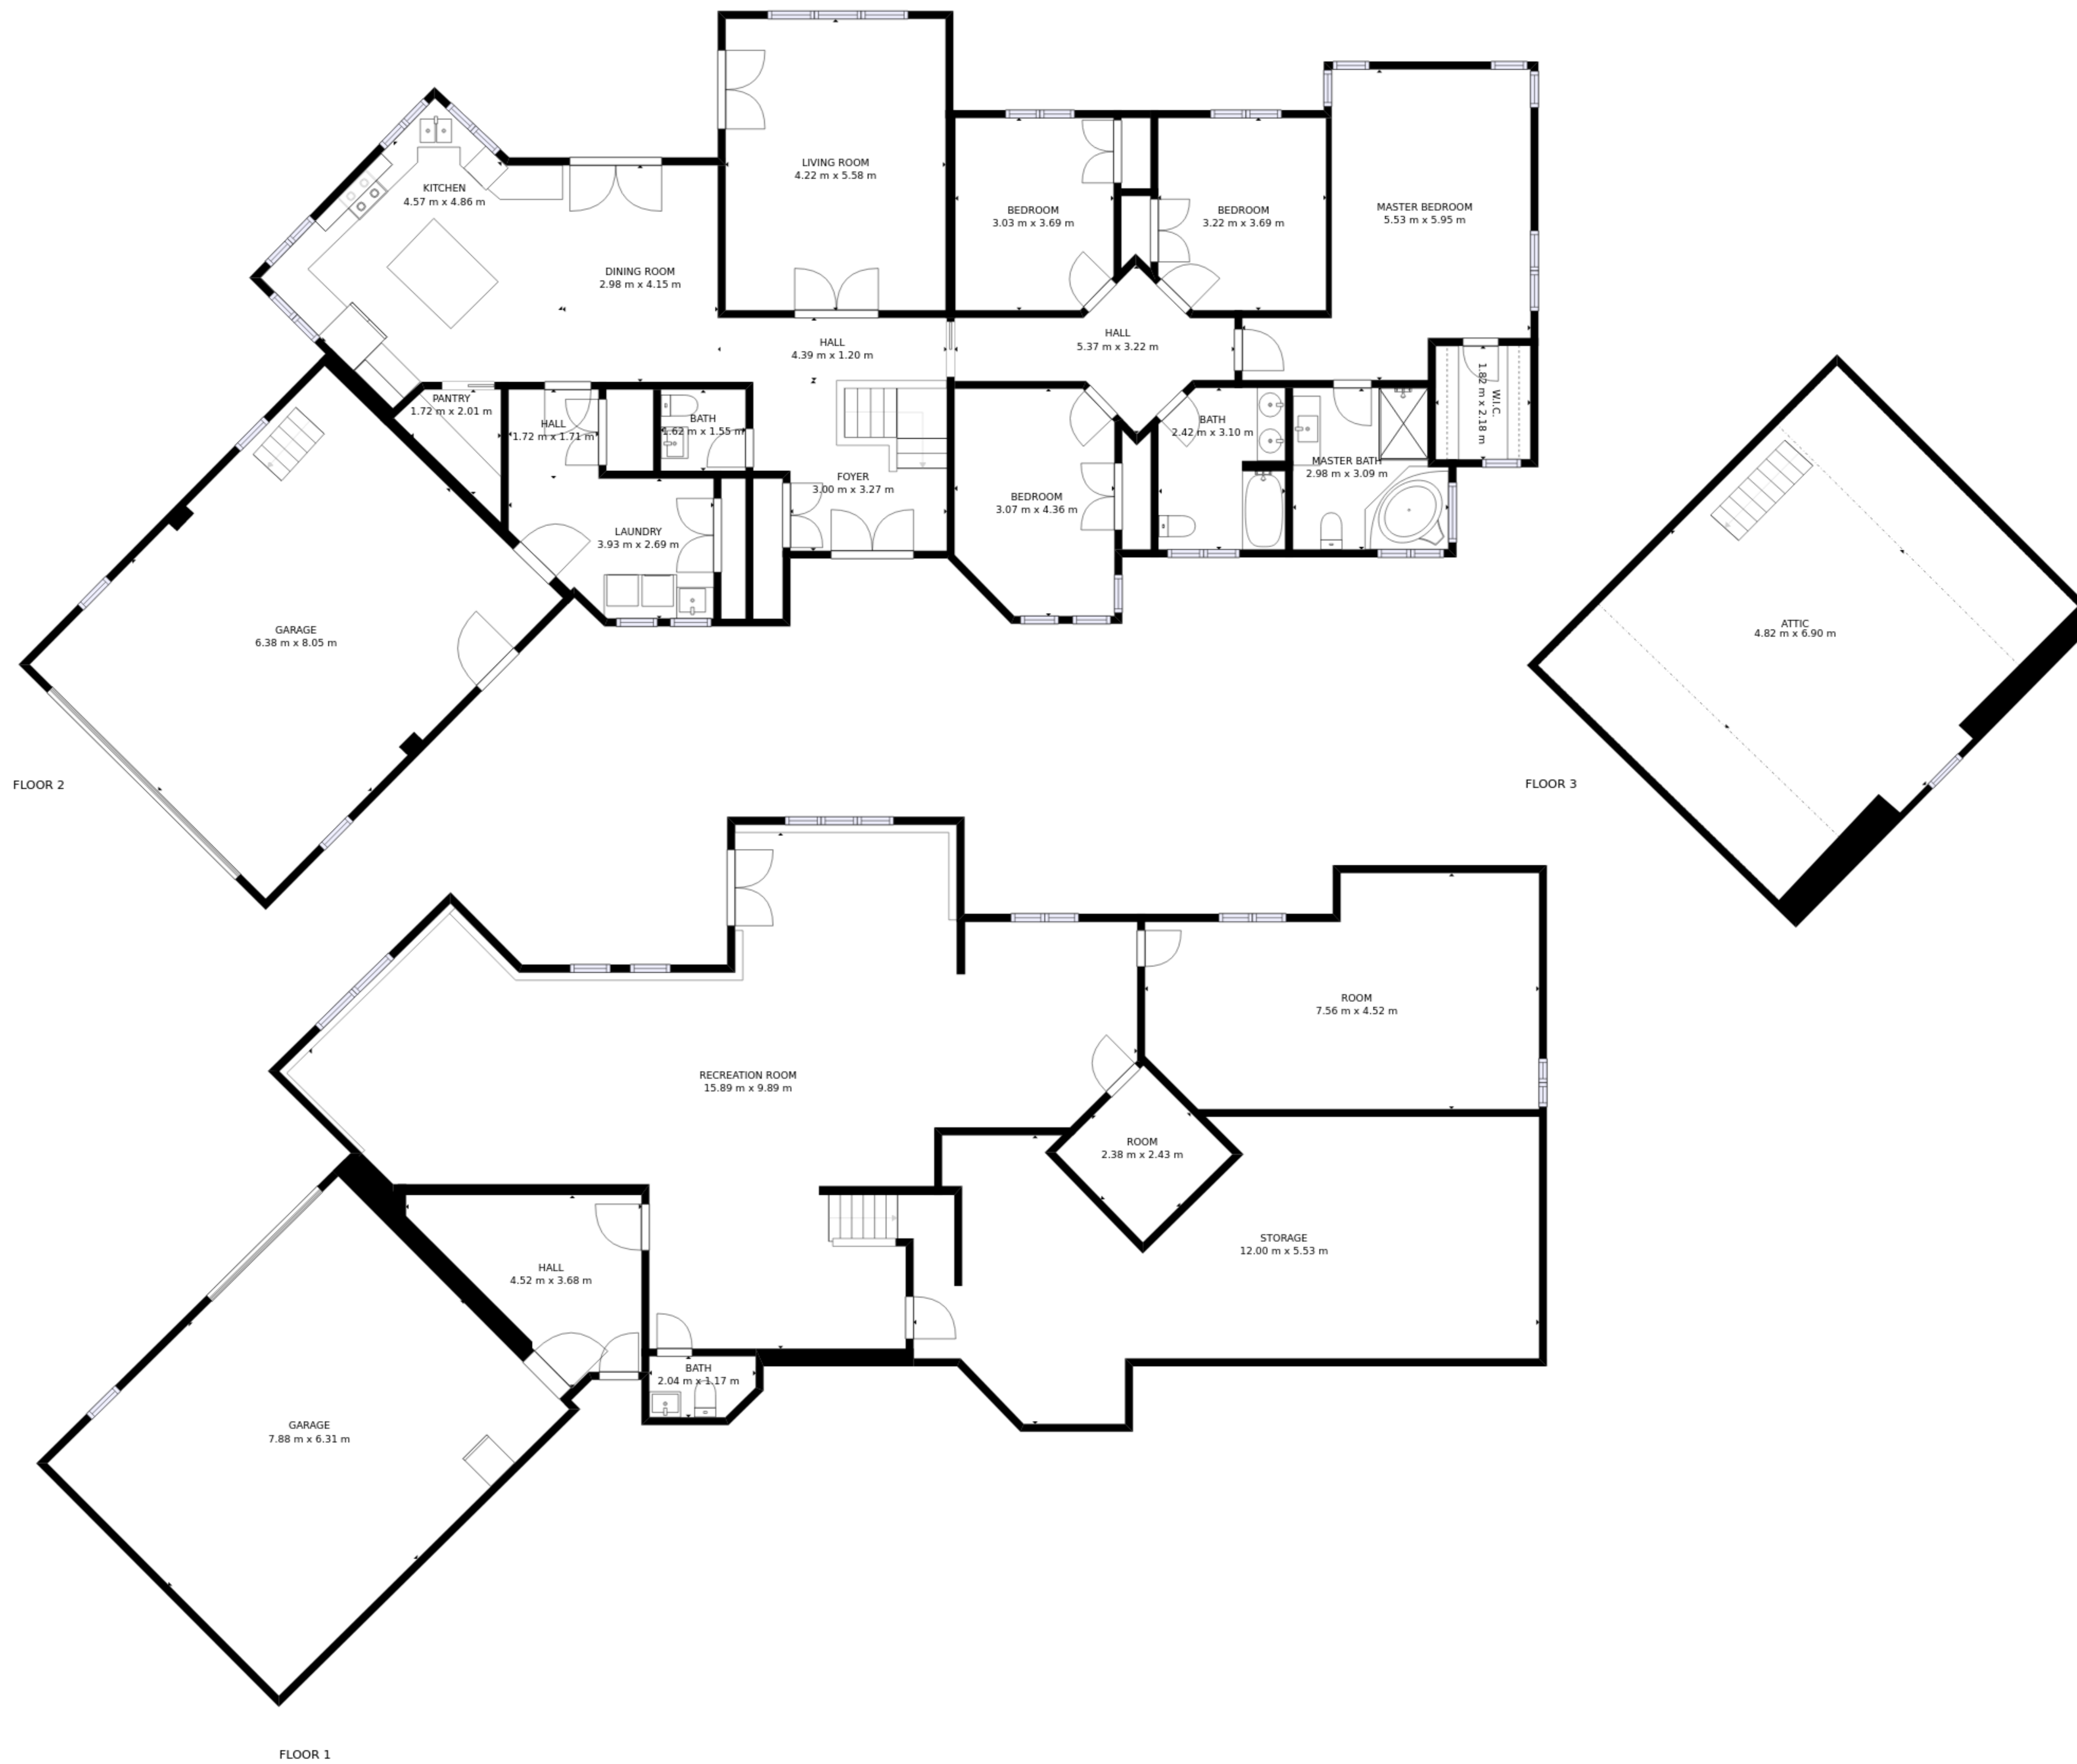 LIVING ROOM
4.22 m x 5.58 m
KITCHEN
4.57 m x 4.86 m
DINING ROOM
2.98 m x 4.15 m
BEDROOM
3.03 m x 3.69 m
BEDROOM
3.22 m x 3.69 m
MASTER BEDROOM
5.53 m x 5.95 m
HALL
4.39 m x 1.20 m
HALL
5.37 m x 3.22 m
PANTRY
1.72 m x 2.01 m
HALL
1.72 m x 1.71 m
BATH
1.62 m x 1.55 m
BATH
2.42 m x 3.10 m
W.I.C.
1.82 m x 2.18 m
MASTER BATH
2.98 m x 3.09 m
FOYER
3.00 m x 3.27 m
BEDROOM
3.07 m x 4.36 m
LAUNDRY
3.93 m x 2.69 m
GARAGE
6.38 m x 8.05 m
FLOOR 2
ATTIC
4.82 m x 6.90 m
FLOOR 3
ROOM
7.56 m x 4.52 m
RECREATION ROOM
15.89 m x 9.89 m
ROOM
2.38 m x 2.43 m
STORAGE
12.00 m x 5.53 m
HALL
4.52 m x 3.68 m
BATH
2.04 m x 1.17 m
GARAGE
7.88 m x 6.31 m
FLOOR 1